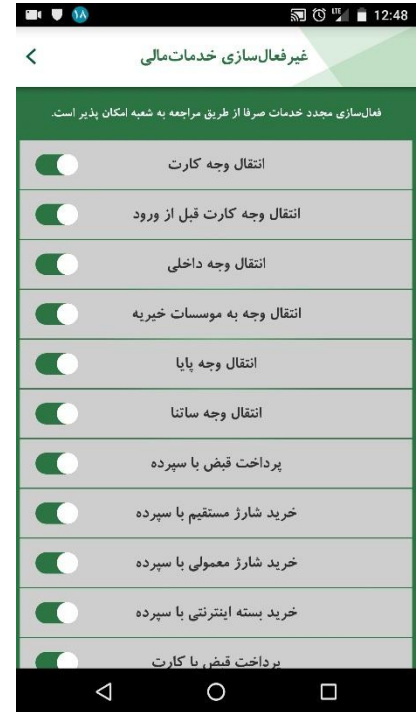 ۱۸ LTE 12:48
غیرفعال‌سازی خدمات‌مالی
فعال‌سازی مجدد خدمات صرفا از طریق مراجعه به شعبه امکان پذیر است.
انتقال وجه کارت
انتقال وجه کارت قبل از ورود
انتقال وجه داخلی
انتقال وجه به موسسات خیریه
انتقال وجه پایا
انتقال وجه ساتنا
پرداخت قبض با سپرده
خرید شارژ مستقیم با سپرده
خرید شارژ معمولی با سپرده
خرید بسته اینترنتی با سپرده
پرداخت قبض با کارت